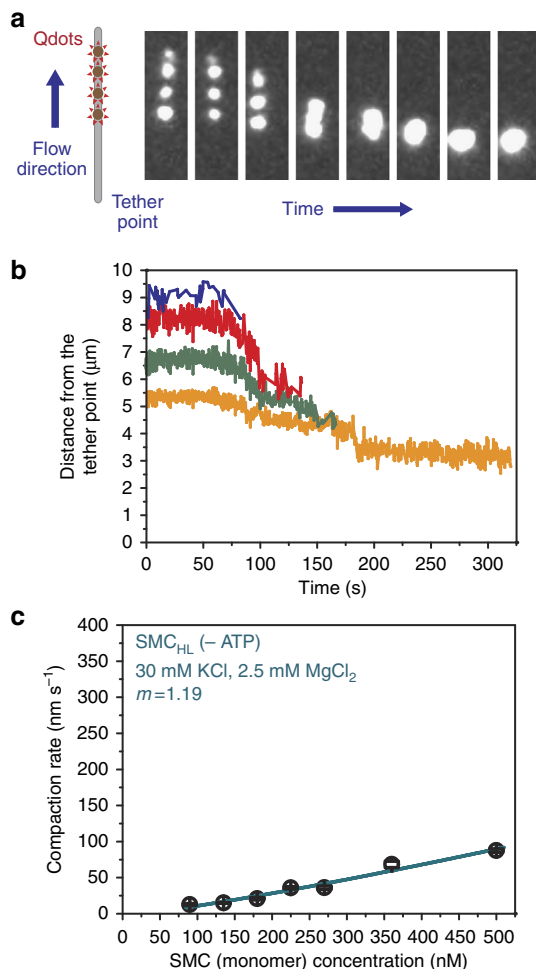 a
Qdots
Flow
direction
Tether
point
Time
b
10
9
8
7
6
5
4
3
2
1
0
Distance from the
tether point (μm)
0 50 100 150 200 250 300
Time (s)
c
400
350
300
250
200
150
100
50
0
Compaction rate (nm s⁻¹)
SMC_HL (– ATP)
30 mM KCl, 2.5 mM MgCl₂
m=1.19
0 50 100 150 200 250 300 350 400 450 500
SMC (monomer) concentration (nM)